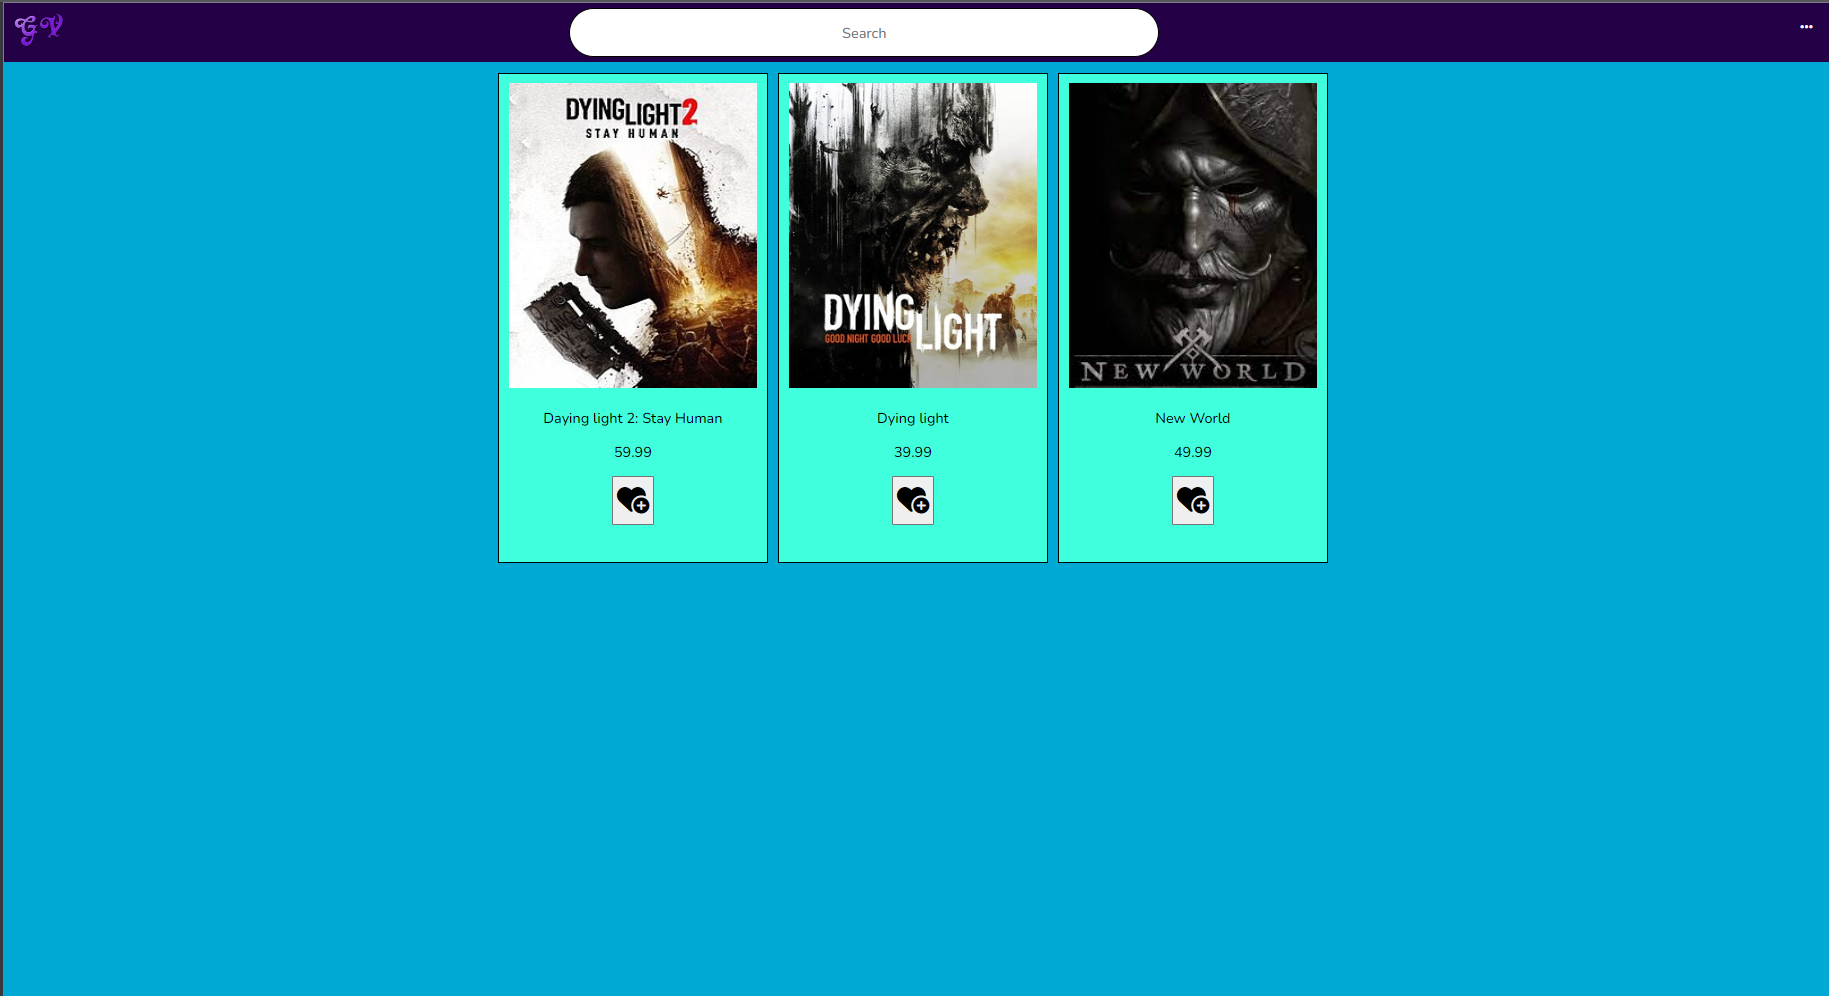 GV
Search
DYING LIGHT 2
STAY HUMAN
DYING LIGHT
GOOD NIGHT GOOD LUCK
NEW WORLD
Daying light 2: Stay Human
Dying light
New World
59.99
39.99
49.99